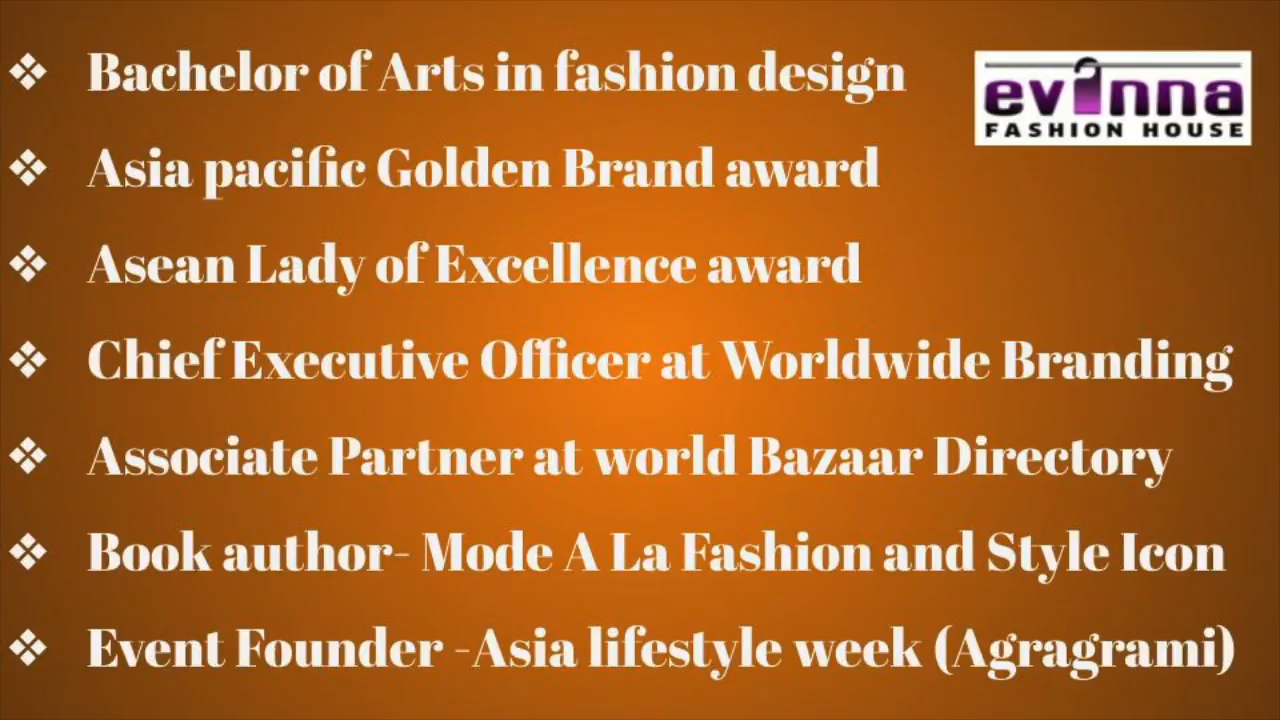 Bachelor of Arts in fashion design
evinna
FASHION HOUSE
Asia pacific Golden Brand award
Asean Lady of Excellence award
Chief Executive Officer at Worldwide Branding
Associate Partner at world Bazaar Directory
Book author- Mode A La Fashion and Style Icon
Event Founder -Asia lifestyle week (Agragrami)